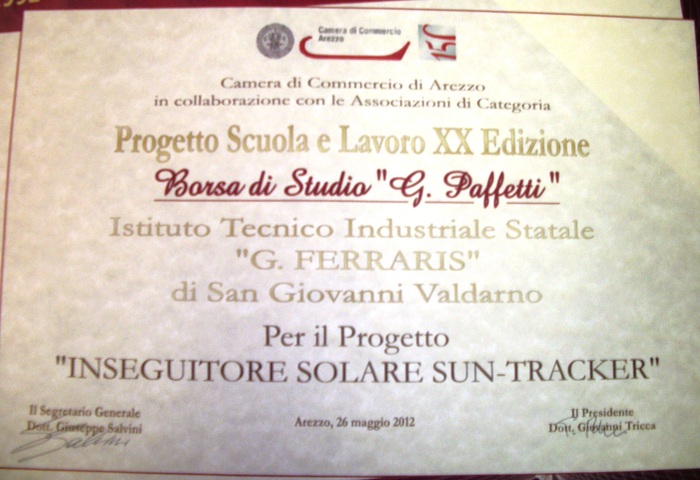 Camera di Commercio
Arezzo
150
Camera di Commercio di Arezzo
in collaborazione con le Associazioni di Categoria
Progetto Scuola e Lavoro XX Edizione
Borsa di Studio "G. Paffetti"
Istituto Tecnico Industriale Statale
"G. FERRARIS"
di San Giovanni Valdarno
Per il Progetto
"INSEGUITORE SOLARE SUN-TRACKER"
Il Segretario Generale
Dott. Giuseppe Salvini
Arezzo, 26 maggio 2012
Il Presidente
Dott. Giovanni Tricca